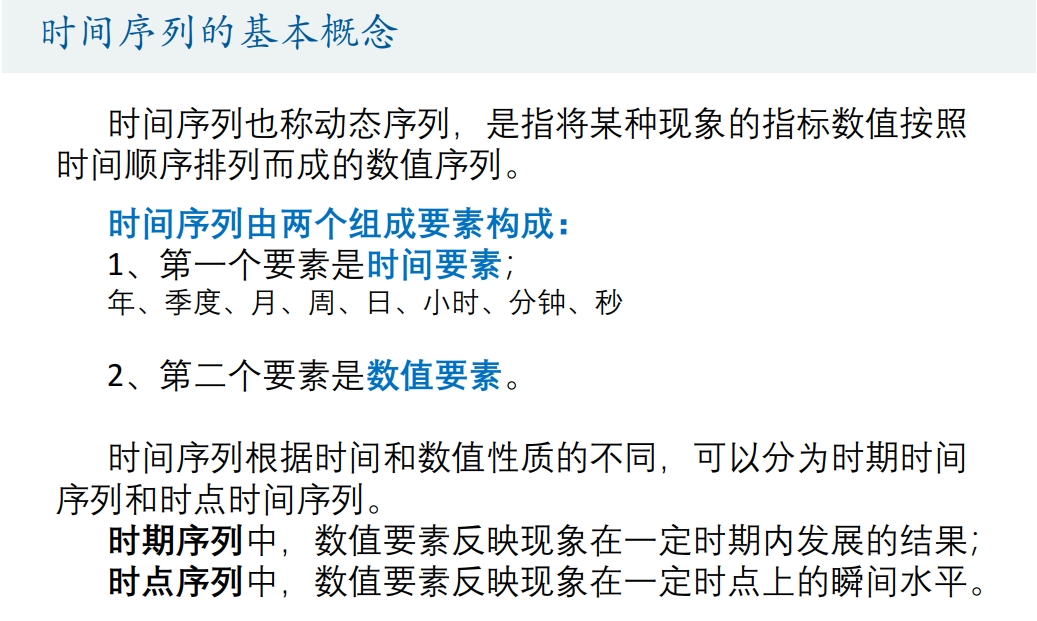 时间序列的基本概念
时间序列也称动态序列，是指将某种现象的指标数值按照
时间顺序排列而成的数值序列。
时间序列由两个组成要素构成：
1、第一个要素是时间要素；
年、季度、月、周、日、小时、分钟、秒
2、第二个要素是数值要素。
时间序列根据时间和数值性质的不同，可以分为时期时间
序列和时点时间序列。
时期序列中，数值要素反映现象在一定时期内发展的结果；
时点序列中，数值要素反映现象在一定时点上的瞬间水平。